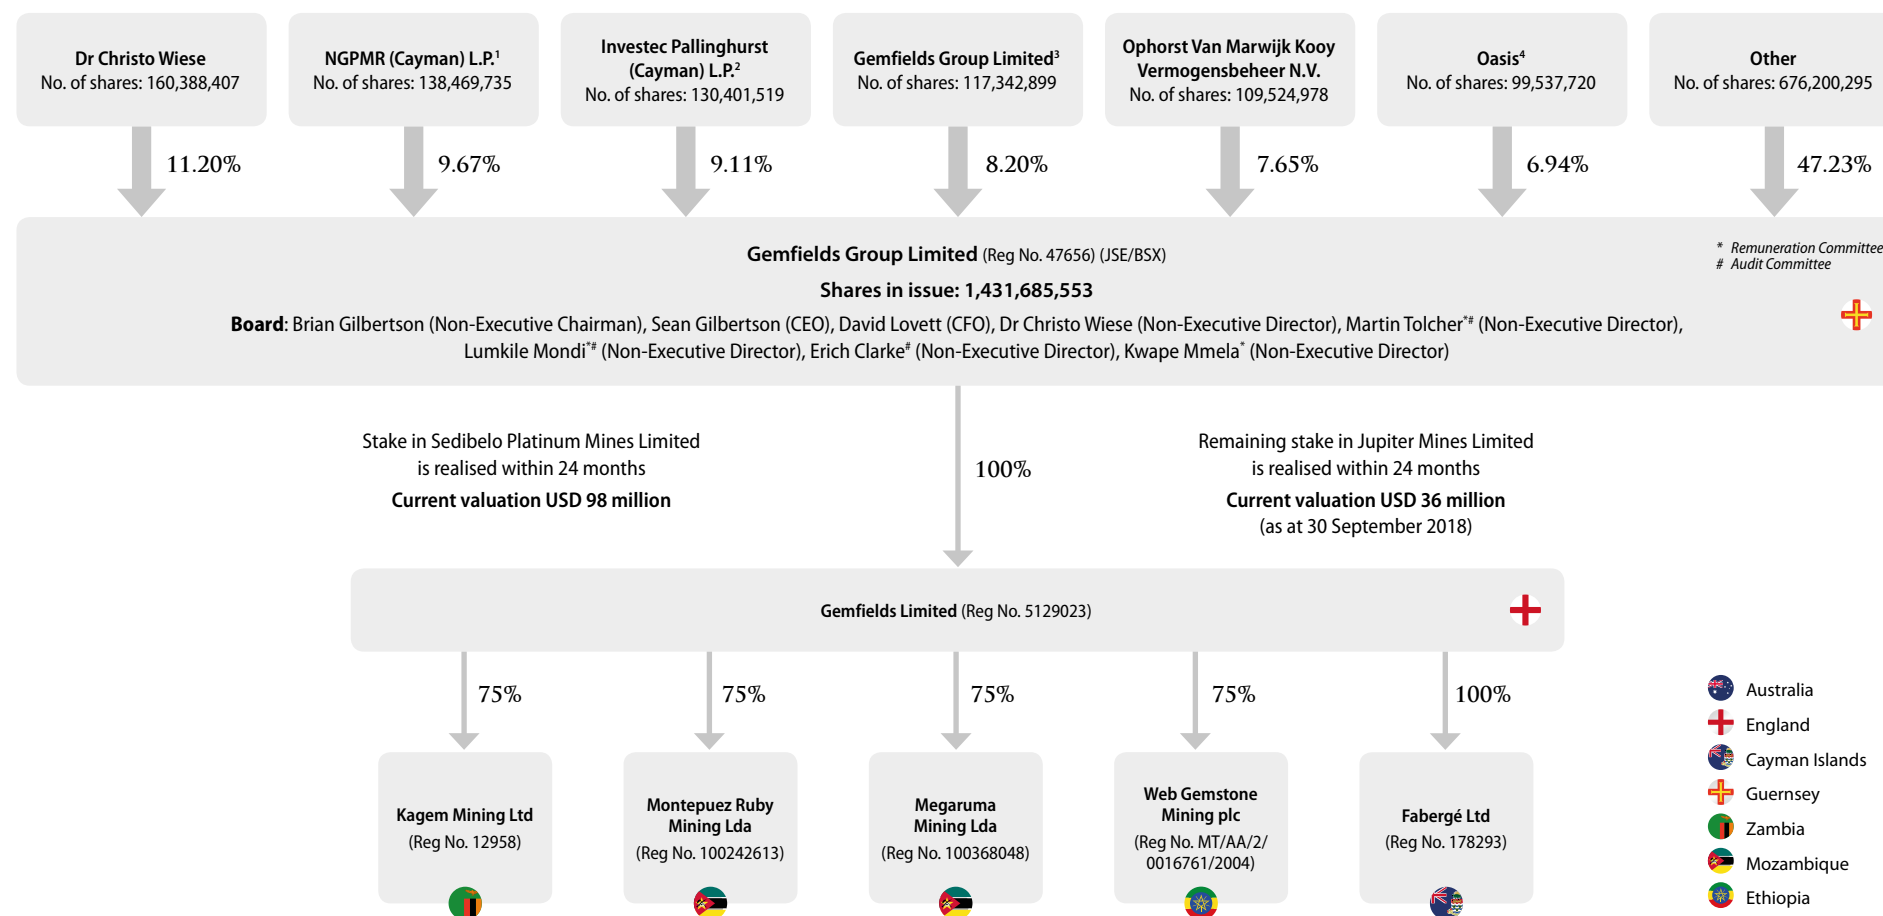 Dr Christo Wiese
No. of shares: 160,388,407
NGPMR (Cayman) L.P.1
No. of shares: 138,469,735
Investec Pallinghurst
(Cayman) L.P.2
No. of shares: 130,401,519
Gemfields Group Limited3
No. of shares: 117,342,899
Ophorst Van Marwijk Kooy
Vermogensbeheer N.V.
No. of shares: 109,524,978
Oasis4
No. of shares: 99,537,720
Other
No. of shares: 676,200,295
11.20%
9.67%
9.11%
8.20%
7.65%
6.94%
47.23%
Gemfields Group Limited (Reg No. 47656) (JSE/BSX)
* Remuneration Committee
# Audit Committee
Shares in issue: 1,431,685,553
Board: Brian Gilbertson (Non-Executive Chairman), Sean Gilbertson (CEO), David Lovett (CFO), Dr Christo Wiese (Non-Executive Director), Martin Tolcher*# (Non-Executive Director),
Lumkile Mondi*# (Non-Executive Director), Erich Clarke# (Non-Executive Director), Kwape Mmela* (Non-Executive Director)
Stake in Sedibelo Platinum Mines Limited
is realised within 24 months
Current valuation USD 98 million
100%
Remaining stake in Jupiter Mines Limited
is realised within 24 months
Current valuation USD 36 million
(as at 30 September 2018)
Gemfields Limited (Reg No. 5129023)
75%
75%
75%
75%
100%
Kagem Mining Ltd
(Reg No. 12958)
Montepuez Ruby
Mining Lda
(Reg No. 100242613)
Megaruma
Mining Lda
(Reg No. 100368048)
Web Gemstone
Mining plc
(Reg No. MT/AA/2/
0016761/2004)
Fabergé Ltd
(Reg No. 178293)
Australia
England
Cayman Islands
Guernsey
Zambia
Mozambique
Ethiopia